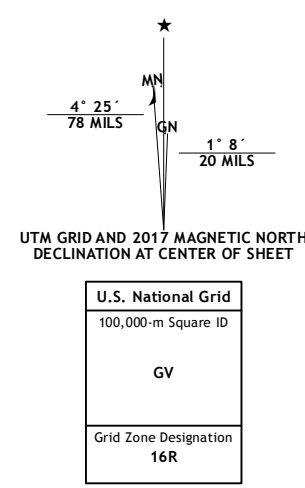 ★
MN
4° 25´
78 MILS
GN
1° 8´
20 MILS
UTM GRID AND 2017 MAGNETIC NORTH
DECLINATION AT CENTER OF SHEET
U.S. National Grid
100,000-m Square ID
GV
Grid Zone Designation
16R